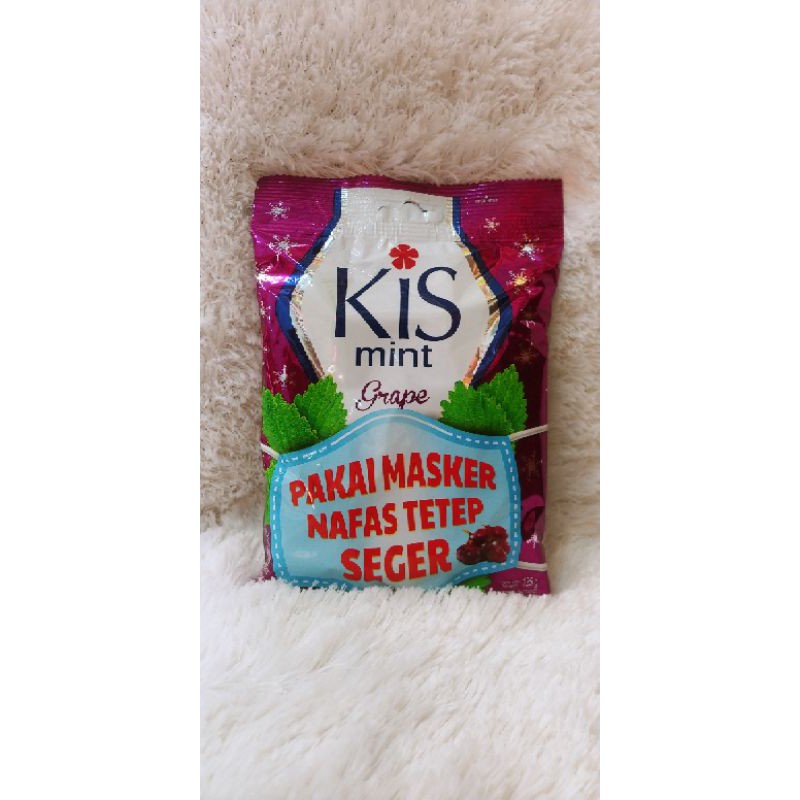 KiS
mint
Grape
PAKAI MASKER
NAFAS TETEP
SEGER